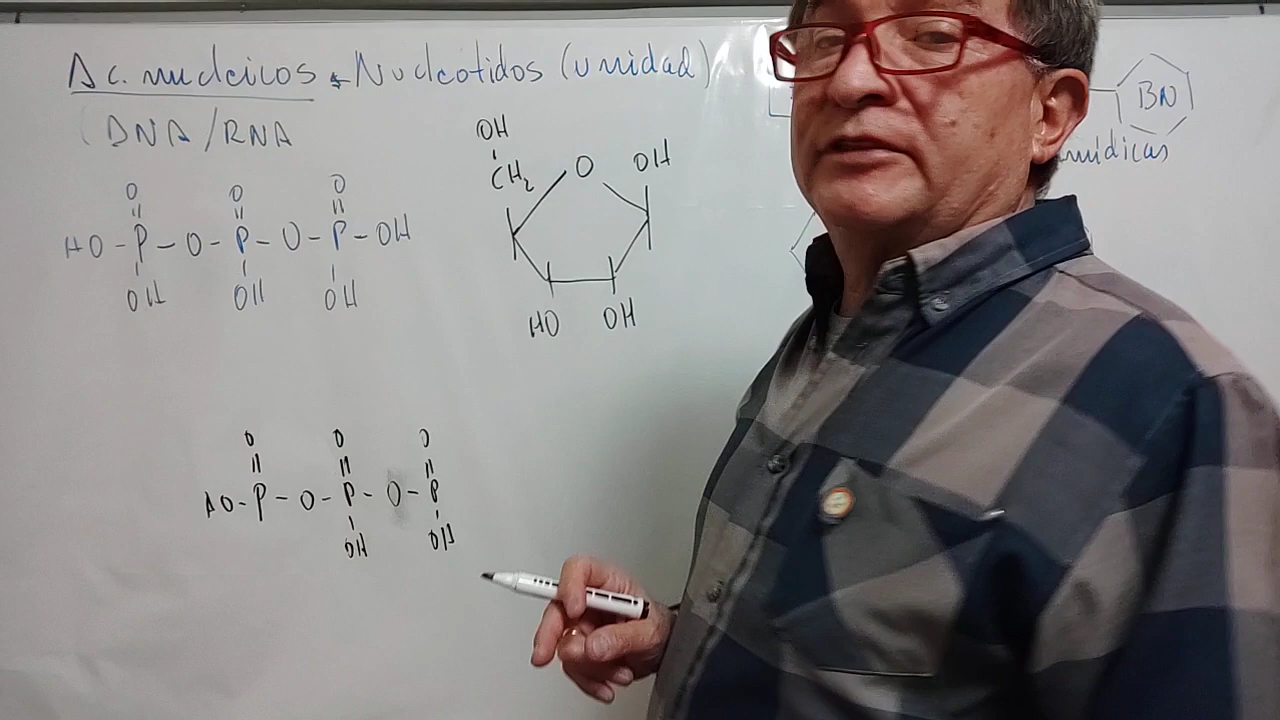 Ac. nucleicos Nucleotidos (unidad)
(DNA/RNA
O O O
HO-P-O-P-O-P-OH
OH OH OH
OH
CH2 O OH
HO OH
BN
midicas
O O O
HO-P-O-P-O-P
OH OH